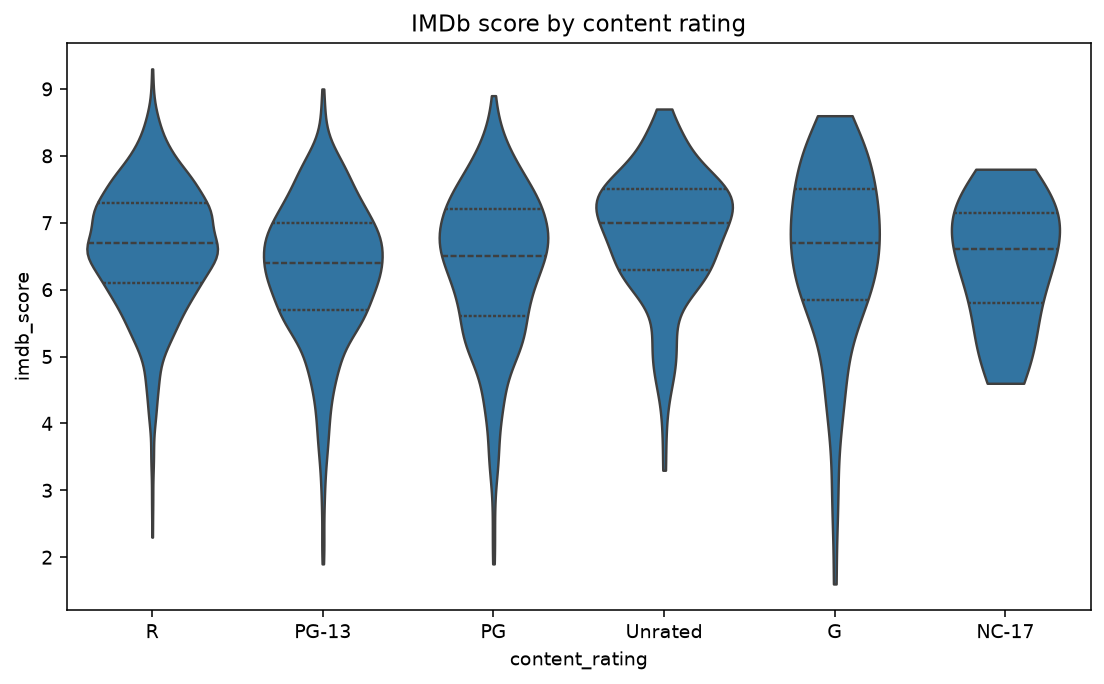 IMDb score by content rating
imdb_score
9
8
7
6
5
4
3
2
R PG-13 PG Unrated G NC-17
content_rating